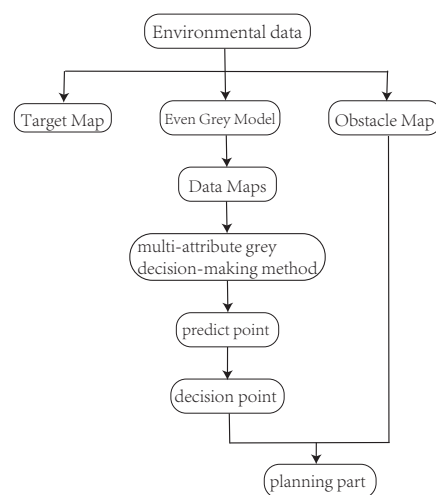 Environmental data
Target Map
Even Grey Model
Obstacle Map
Data Maps
multi-attribute grey
decision-making method
predict point
decision point
planning part